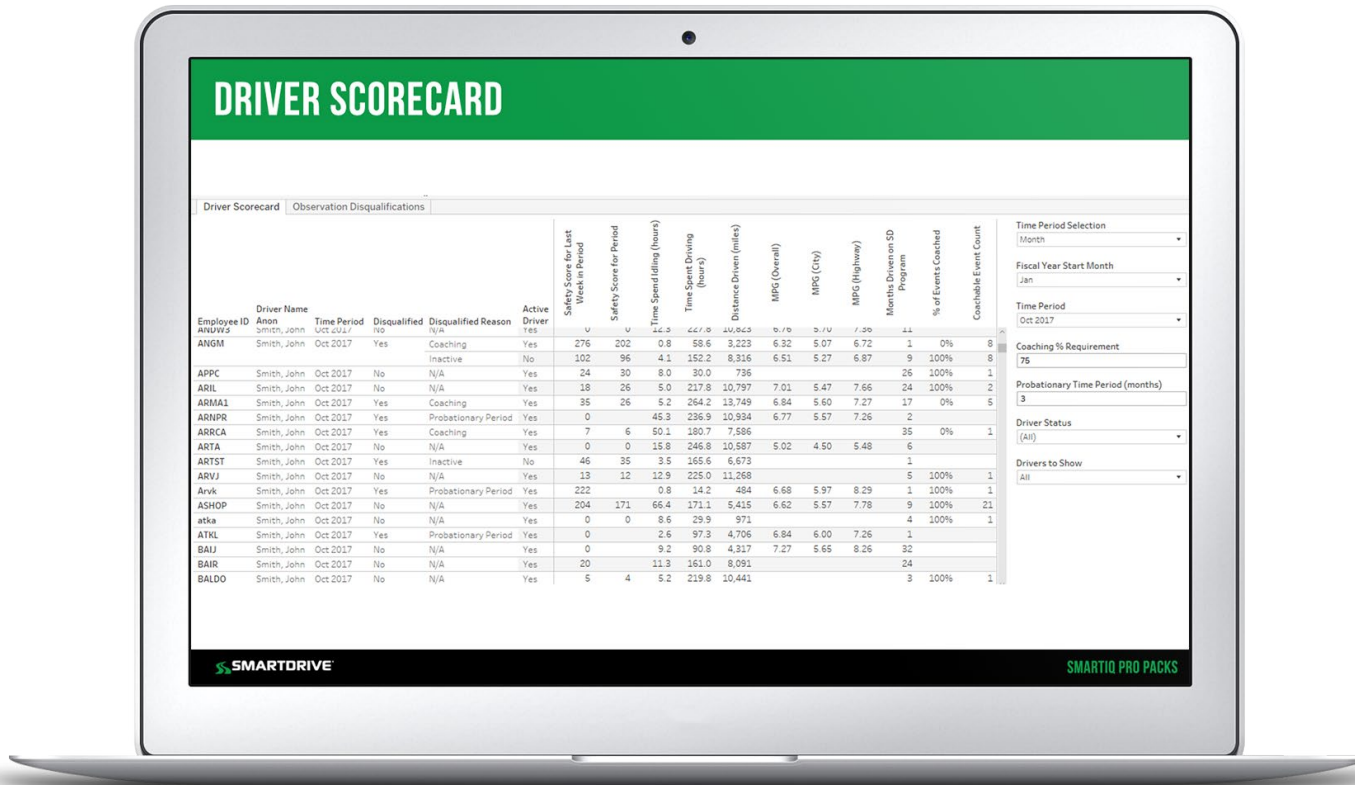 DRIVER SCORECARD
Driver Scorecard Observation Disqualifications
Employee ID Driver Name Anon Time Period Disqualified Disqualified Reason Active Driver Safety Score for Last Week in Period Safety Score for Period Time Spend Idling (hours) Time Spent Driving (hours) Distance Driven (miles) MPG (Overall) MPG (City) MPG (Highway) Months Driven on SD Program % of Events Coached Coachable Event Count
ANDW3 Smith, John Oct 2017 No N/A Yes 0 0 12.3 227.8 10,823 6.76 5.70 7.36 11
ANGM Smith, John Oct 2017 Yes Coaching Yes 276 202 0.8 58.6 3,223 6.32 5.07 6.72 1 0% 8
Inactive No 102 96 4.1 152.2 8,316 6.51 5.27 6.87 9 100% 8
APPC Smith, John Oct 2017 No N/A Yes 24 30 8.0 30.0 736 26 100% 1
ARIL Smith, John Oct 2017 No N/A Yes 18 26 5.0 217.8 10,797 7.01 5.47 7.66 24 100% 2
ARMA1 Smith, John Oct 2017 Yes Coaching Yes 35 26 5.2 264.2 13,749 6.84 5.60 7.27 17 0% 5
ARNPR Smith, John Oct 2017 Yes Probationary Period Yes 0 45.3 236.9 10,934 6.77 5.57 7.26 2
ARRCA Smith, John Oct 2017 Yes Coaching Yes 7 6 50.1 180.7 7,586 35 0% 1
ARTA Smith, John Oct 2017 No N/A Yes 0 0 15.8 246.8 10,587 5.02 4.50 5.48 6
ARTST Smith, John Oct 2017 Yes Inactive No 46 35 3.5 165.6 6,673 1
ARVJ Smith, John Oct 2017 No N/A Yes 13 12 12.9 225.0 11,268 5 100% 1
Arvk Smith, John Oct 2017 Yes Probationary Period Yes 222 0.8 14.2 484 6.68 5.97 8.29 1 100% 1
ASHOP Smith, John Oct 2017 No N/A Yes 204 171 66.4 171.1 5,415 6.62 5.57 7.78 9 100% 21
atka Smith, John Oct 2017 No N/A Yes 0 0 8.6 29.9 971 4 100% 1
ATKL Smith, John Oct 2017 Yes Probationary Period Yes 0 2.6 97.3 4,706 6.84 6.00 7.26 1
BAIJ Smith, John Oct 2017 No N/A Yes 0 9.2 90.8 4,317 7.27 5.65 8.26 32
BAIR Smith, John Oct 2017 No N/A Yes 20 11.3 161.0 8,091 24
BALDO Smith, John Oct 2017 No N/A Yes 5 4 5.2 219.8 10,441 3 100% 1
Time Period Selection
Month
Fiscal Year Start Month
Jan
Time Period
Oct 2017
Coaching % Requirement
75
Probationary Time Period (months)
3
Driver Status
(All)
Drivers to Show
All
SMARTDRIVE
SMARTIQ PRO PACKS